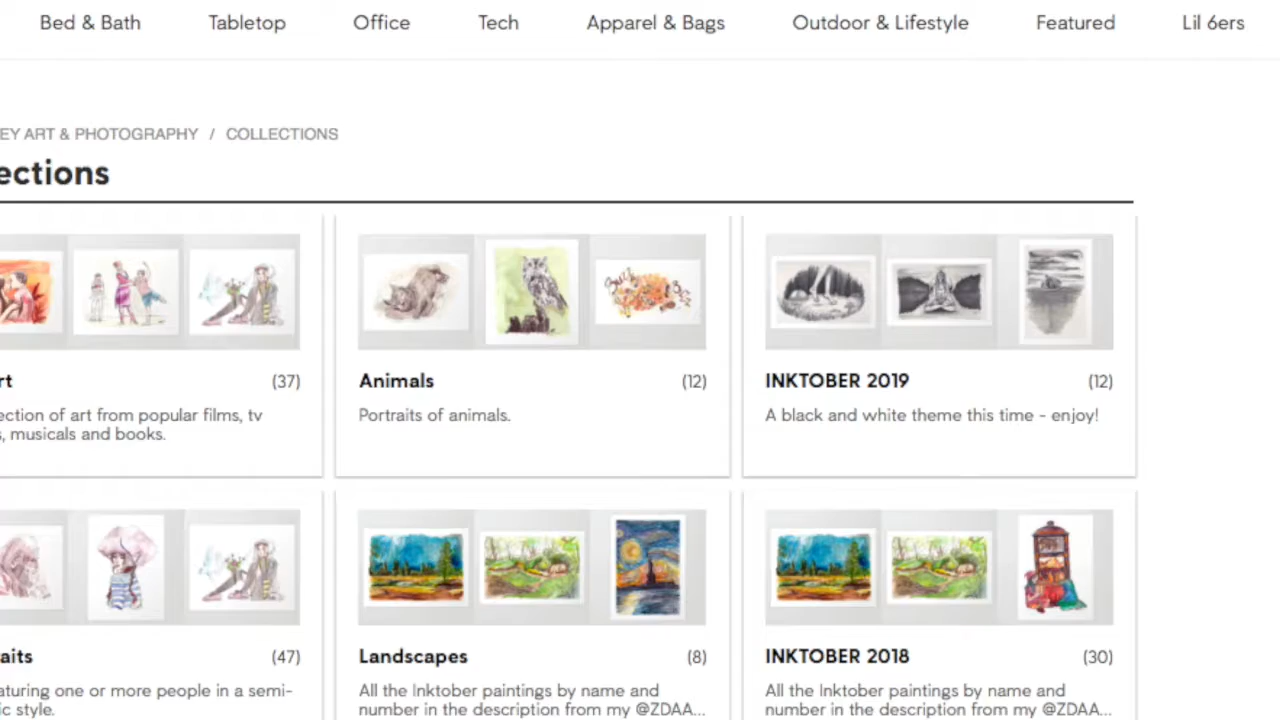 Bed & Bath Tabletop Office Tech Apparel & Bags Outdoor & Lifestyle Featured Lil 6ers
EY ART & PHOTOGRAPHY / COLLECTIONS
ections
rt (37)
ection of art from popular films, tv
s, musicals and books.
Animals (12)
Portraits of animals.
INKTOBER 2019 (12)
A black and white theme this time - enjoy!
aits (47)
aturing one or more people in a semi-
ic style.
Landscapes (8)
All the Inktober paintings by name and
number in the description from my @ZDAA...
INKTOBER 2018 (30)
All the Inktober paintings by name and
number in the description from my @ZDAA...